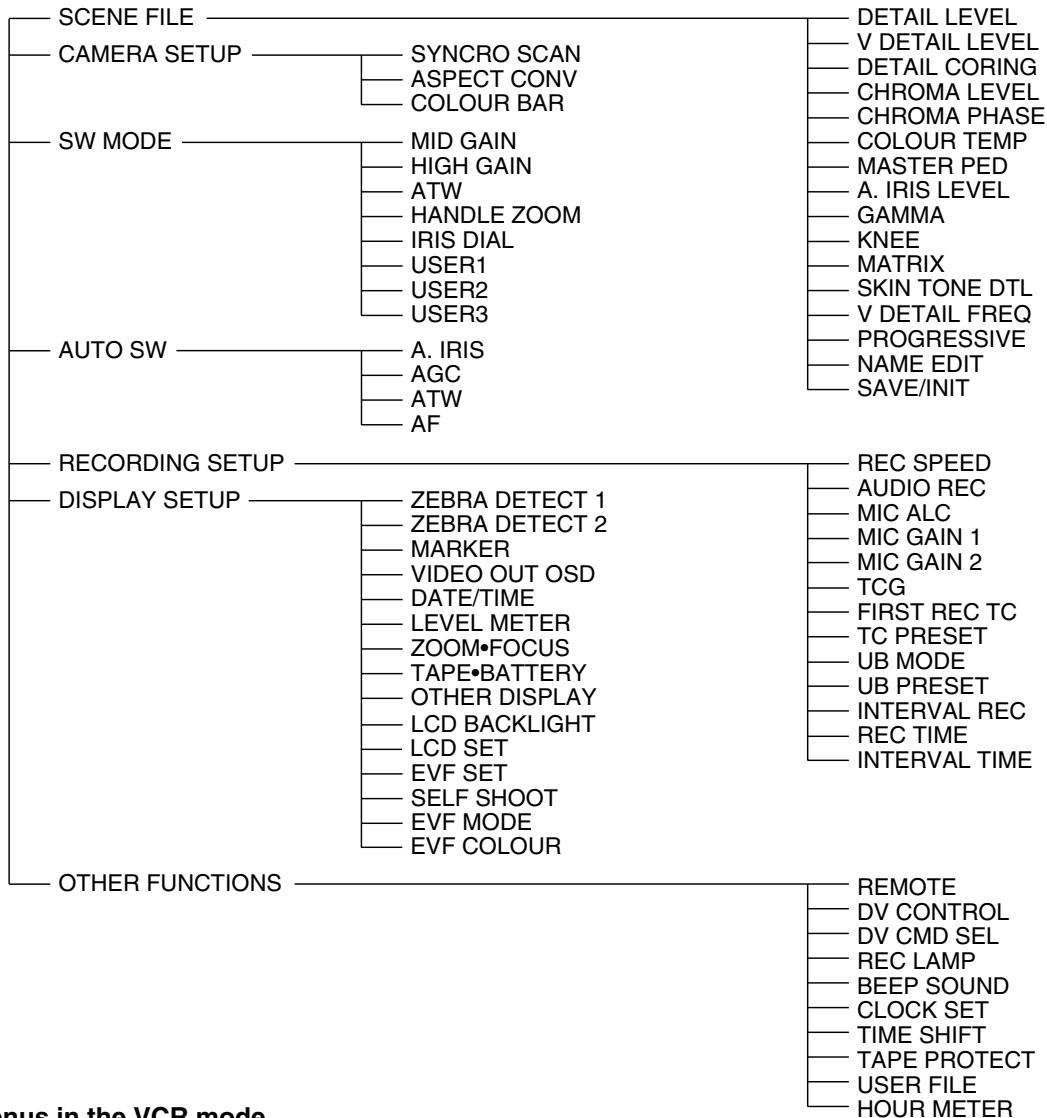 SCENE FILE
DETAIL LEVEL
V DETAIL LEVEL
DETAIL CORING
CHROMA LEVEL
CHROMA PHASE
COLOUR TEMP
MASTER PED
A. IRIS LEVEL
GAMMA
KNEE
MATRIX
SKIN TONE DTL
V DETAIL FREQ
PROGRESSIVE
NAME EDIT
SAVE/INIT
CAMERA SETUP
SYNCRO SCAN
ASPECT CONV
COLOUR BAR
SW MODE
MID GAIN
HIGH GAIN
ATW
HANDLE ZOOM
IRIS DIAL
USER1
USER2
USER3
AUTO SW
A. IRIS
AGC
ATW
AF
RECORDING SETUP
REC SPEED
AUDIO REC
MIC ALC
MIC GAIN 1
MIC GAIN 2
TCG
FIRST REC TC
TC PRESET
UB MODE
UB PRESET
INTERVAL REC
REC TIME
INTERVAL TIME
DISPLAY SETUP
ZEBRA DETECT 1
ZEBRA DETECT 2
MARKER
VIDEO OUT OSD
DATE/TIME
LEVEL METER
ZOOM•FOCUS
TAPE•BATTERY
OTHER DISPLAY
LCD BACKLIGHT
LCD SET
EVF SET
SELF SHOOT
EVF MODE
EVF COLOUR
OTHER FUNCTIONS
REMOTE
DV CONTROL
DV CMD SEL
REC LAMP
BEEP SOUND
CLOCK SET
TIME SHIFT
TAPE PROTECT
USER FILE
HOUR METER
in the VCR mode